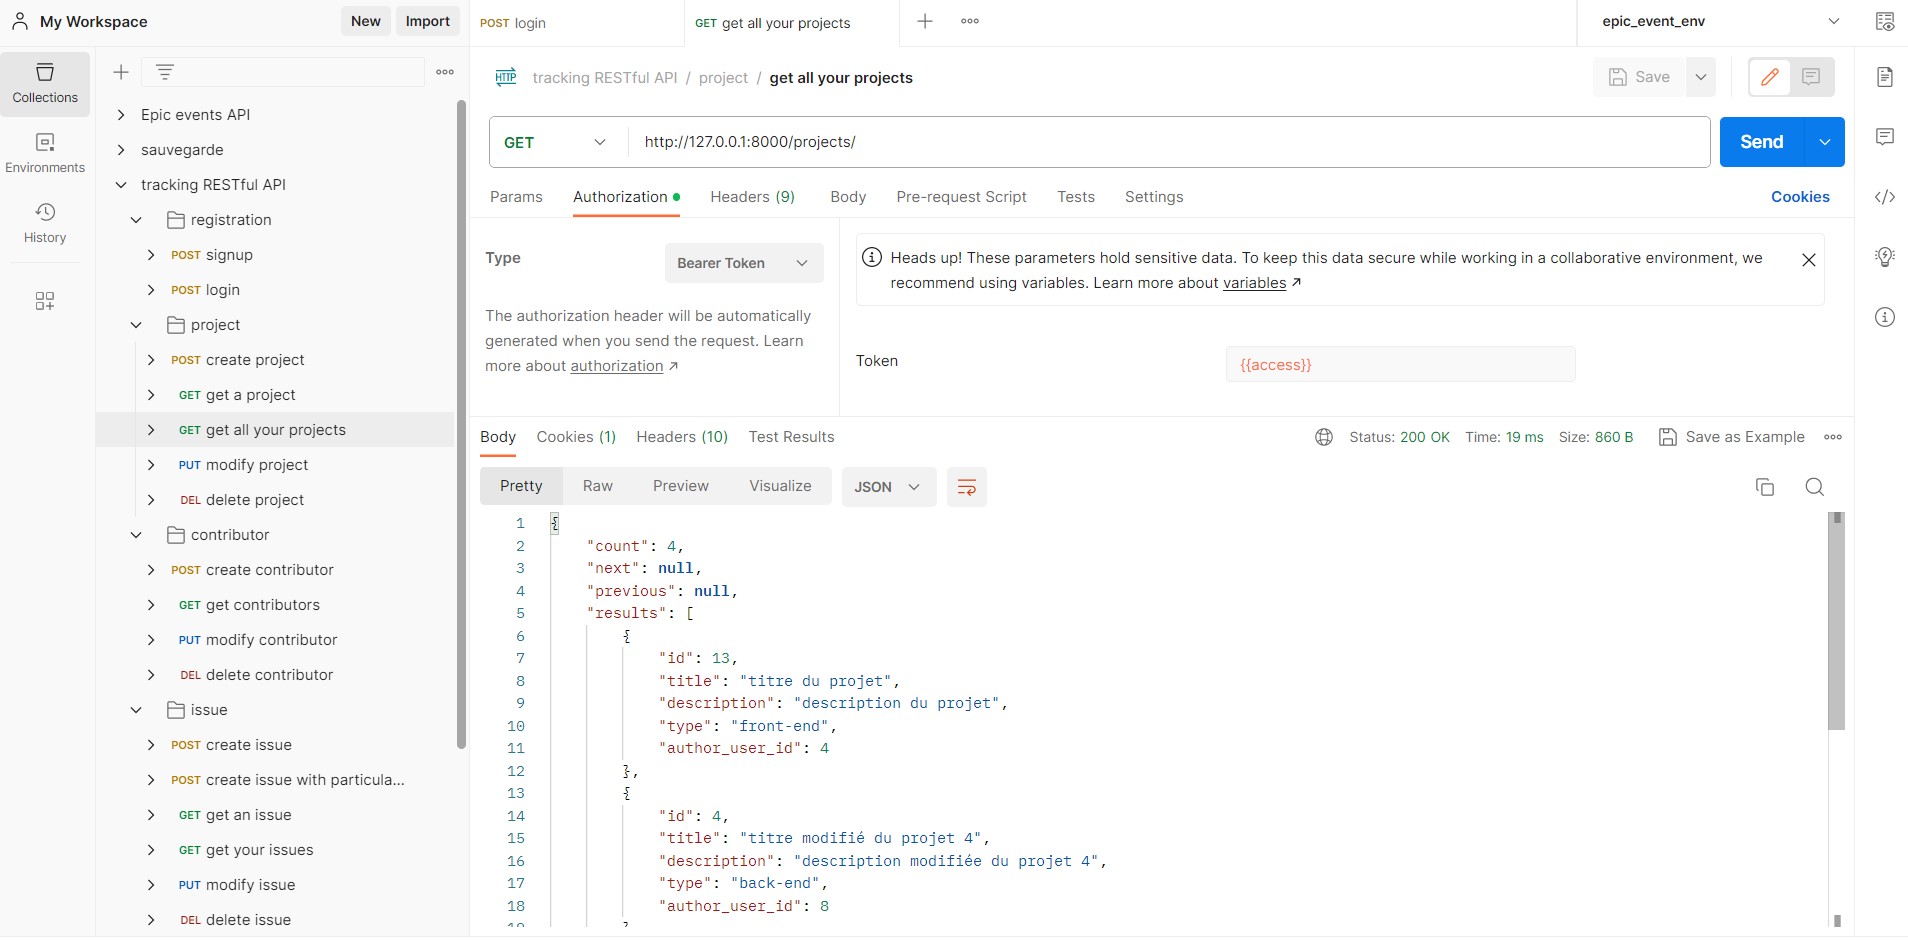 My Workspace
New
Import
POST login
GET get all your projects
epic_event_env
Collections
Environments
History
Epic events API
sauvegarde
tracking RESTful API
registration
POST signup
POST login
project
POST create project
GET get a project
GET get all your projects
PUT modify project
DEL delete project
contributor
POST create contributor
GET get contributors
PUT modify contributor
DEL delete contributor
issue
POST create issue
POST create issue with particula...
GET get an issue
GET get your issues
PUT modify issue
DEL delete issue
HTTP tracking RESTful API / project / get all your projects
Save
GET http://127.0.0.1:8000/projects/
Send
Params Authorization Headers (9) Body Pre-request Script Tests Settings Cookies
Type
Bearer Token
The authorization header will be automatically
generated when you send the request. Learn
more about authorization ↗
Heads up! These parameters hold sensitive data. To keep this data secure while working in a collaborative environment, we
recommend using variables. Learn more about variables ↗
Token
{{access}}
Body Cookies (1) Headers (10) Test Results
Status: 200 OK Time: 19 ms Size: 860 B Save as Example
Pretty Raw Preview Visualize JSON
1 {
2 "count": 4,
3 "next": null,
4 "previous": null,
5 "results": [
6 {
7 "id": 13,
8 "title": "titre du projet",
9 "description": "description du projet",
10 "type": "front-end",
11 "author_user_id": 4
12 },
13 {
14 "id": 4,
15 "title": "titre modifié du projet 4",
16 "description": "description modifiée du projet 4",
17 "type": "back-end",
18 "author_user_id": 8